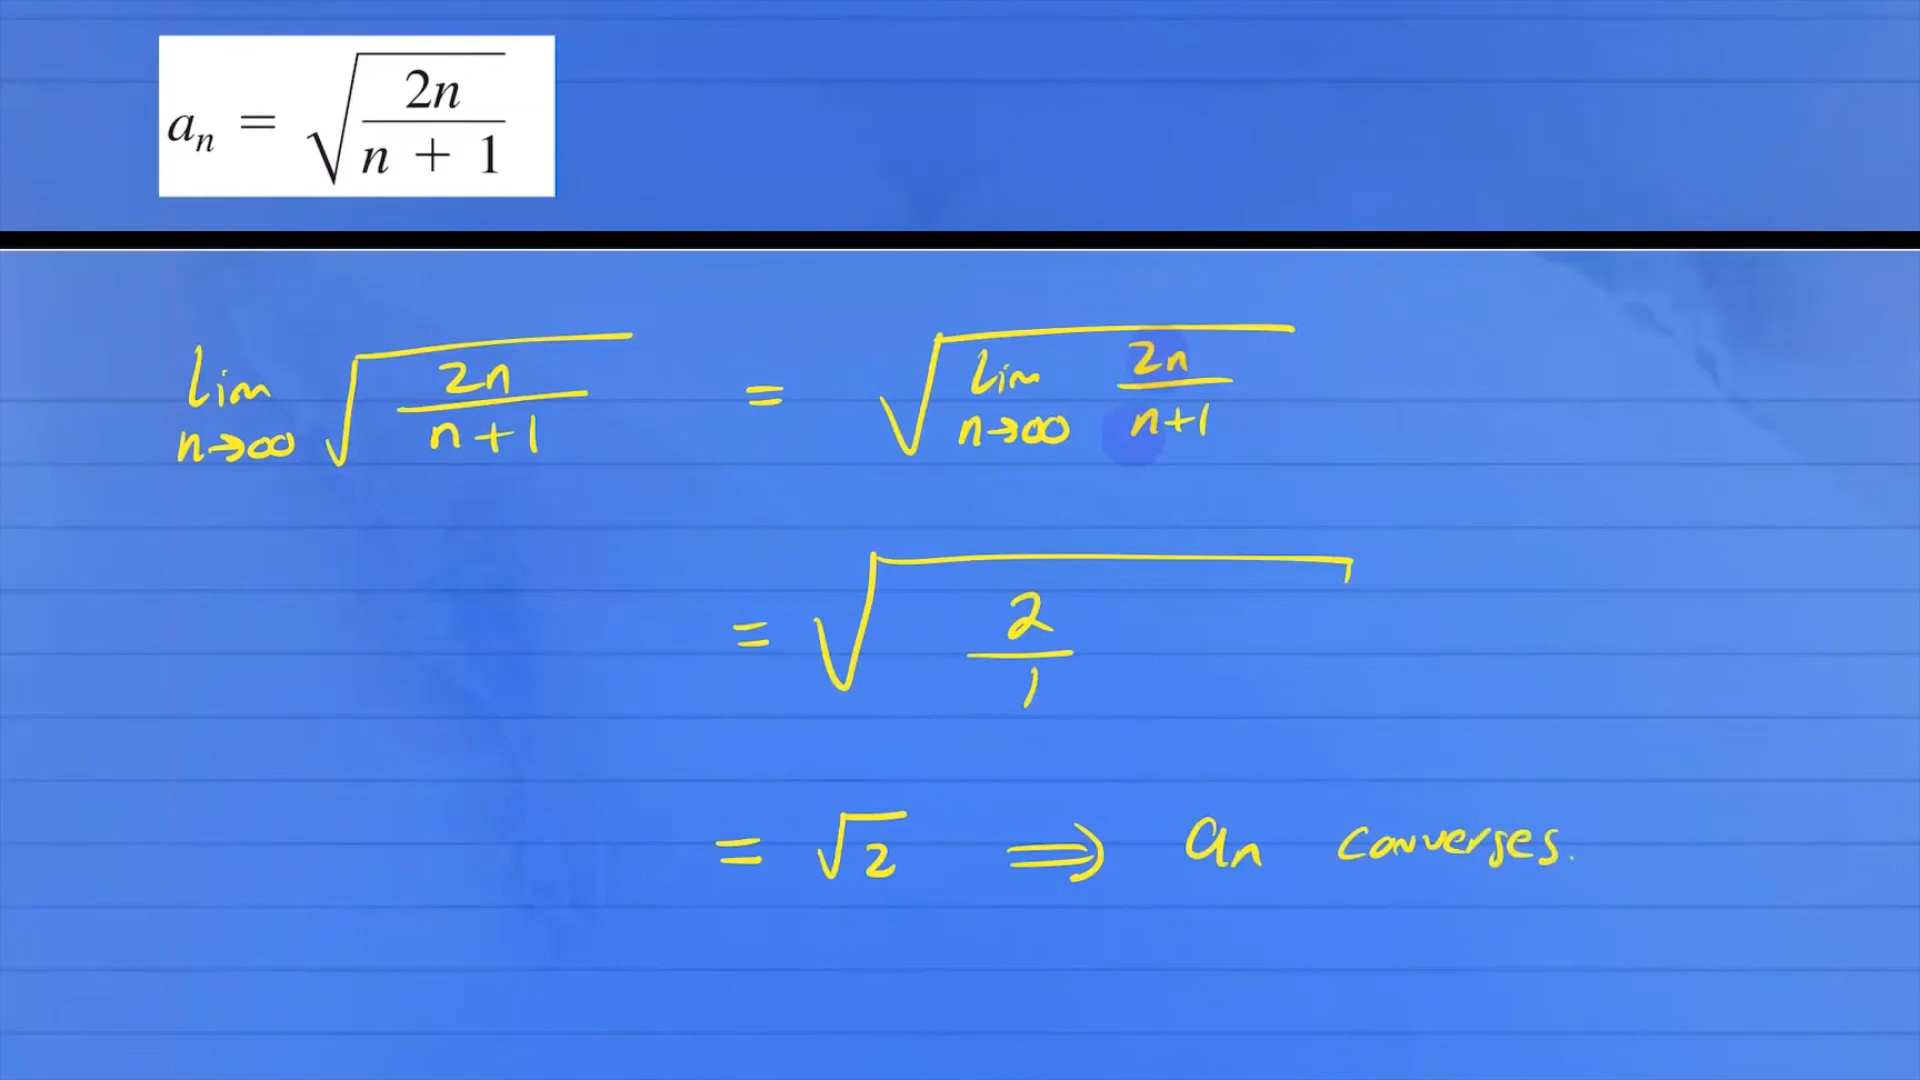 aₙ = √(2n/(n + 1))
lim n→∞ √(2n/(n+1)) = √(lim n→∞ 2n/(n+1))
= √(2/1)
= √2 ⟹ aₙ converges.